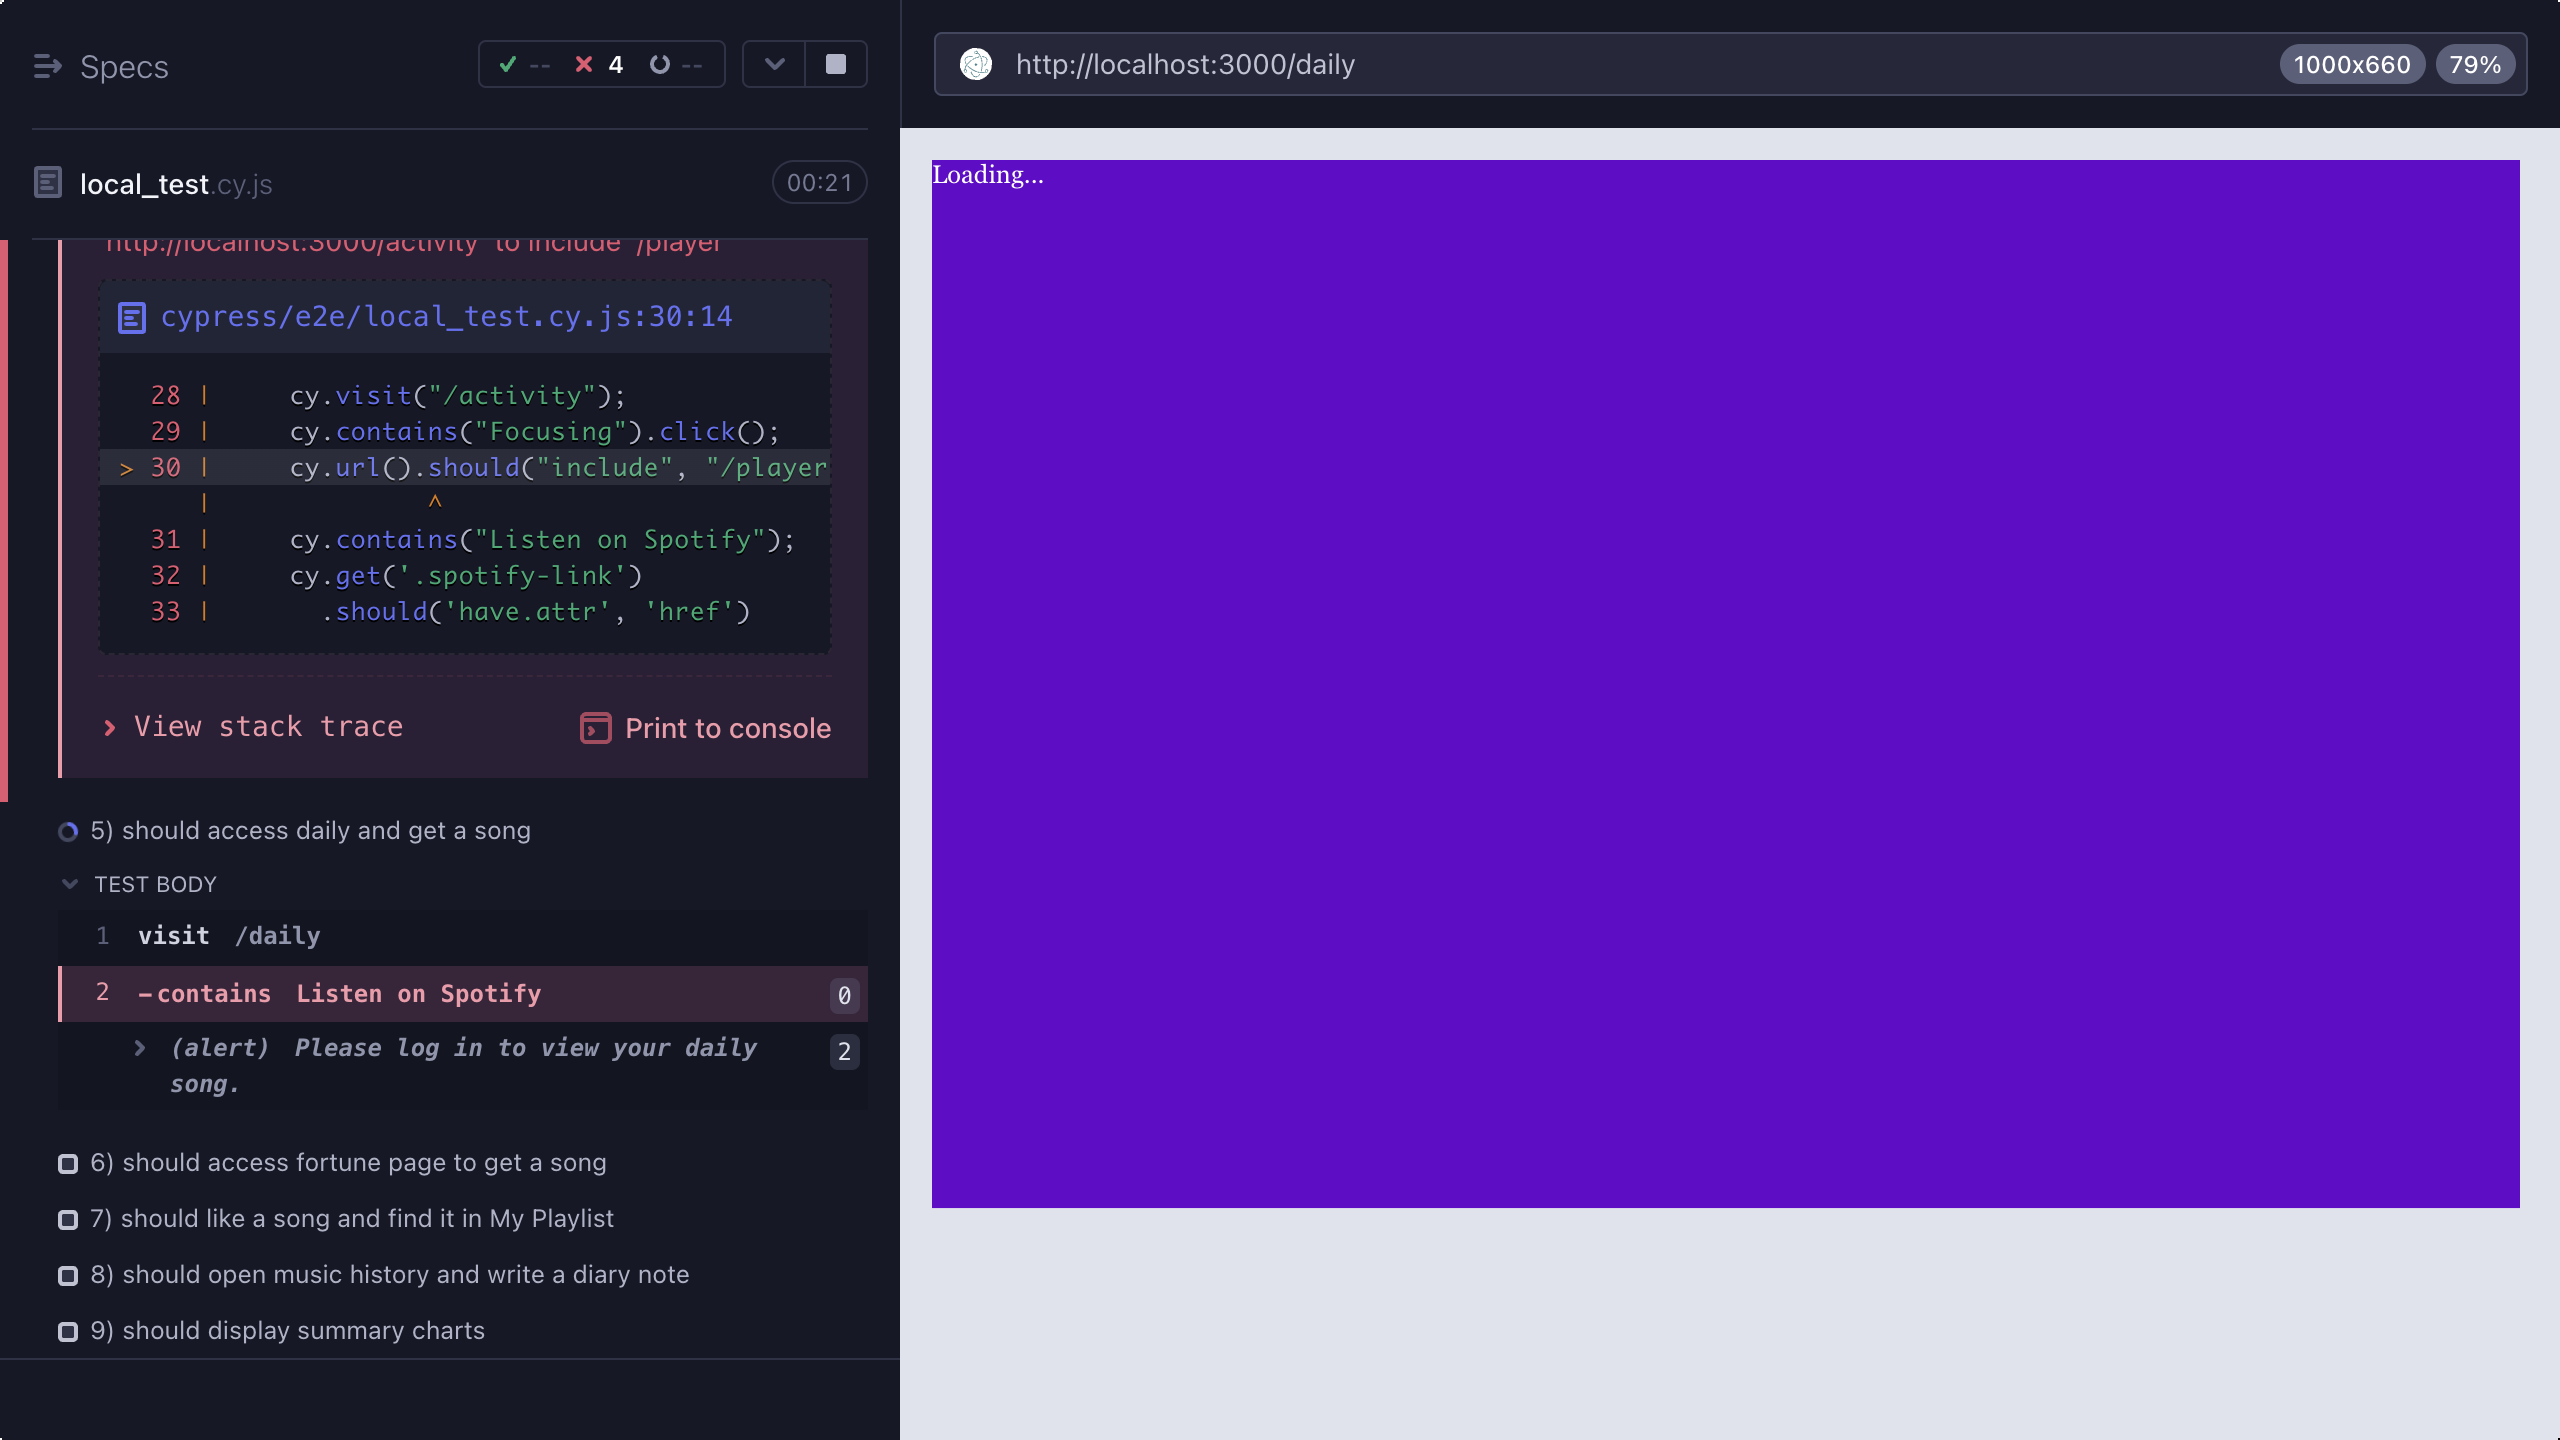 Specs
-- 4 --
local_test.cy.js
00:21
http://localhost:3000/activity' to include '/player'
cypress/e2e/local_test.cy.js:30:14
28 | cy.visit("/activity");
29 | cy.contains("Focusing").click();
> 30 | cy.url().should("include", "/player
| ^
31 | cy.contains("Listen on Spotify");
32 | cy.get('.spotify-link')
33 | .should('have.attr', 'href')
View stack trace
Print to console
5) should access daily and get a song
TEST BODY
1 visit /daily
2 -contains Listen on Spotify 0
(alert) Please log in to view your daily 2
song.
6) should access fortune page to get a song
7) should like a song and find it in My Playlist
8) should open music history and write a diary note
9) should display summary charts
http://localhost:3000/daily
1000x660
79%
Loading...